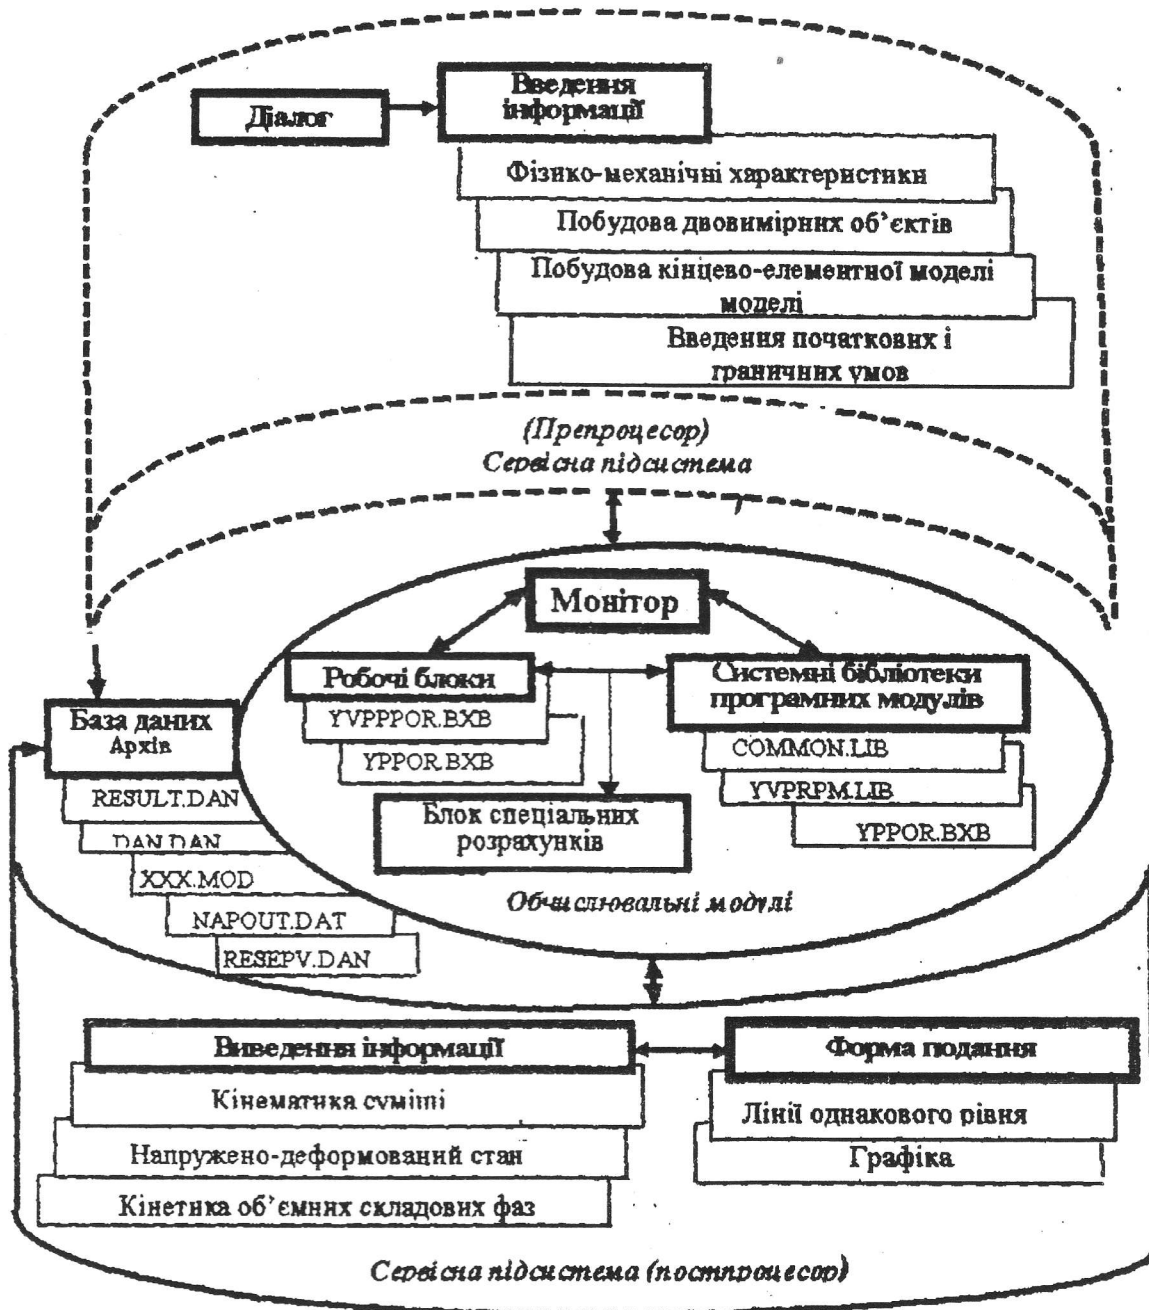 Діалог
Введення
інформації
Фізико-механічні характеристики
Побудова двовимірних об’єктів
Побудова кінцево-елементної моделі
моделі
Введення початкових і
граничних умов
(Препроцесор)
Сервісна підсистема
Монітор
Робочі блоки
YVPPPOR.BXB
YPPOR.BXB
Системні бібліотеки
програмних модулів
COMMON.LIB
YVPRPM.LIB
YPPOR.BXB
Блок спеціальних
розрахунків
Обчислювальні модулі
База даних
Архів
RESULT.DAN
DAN.DAN
XXX.MOD
NAPOUT.DAT
RESEPV.DAN
Виведення інформації
Кінематика суміші
Напружено-деформований стан
Кінетика об’ємних складових фаз
Форма подання
Лінії однакового рівня
Графіка
Сервісна підсистема (постпроцесор)